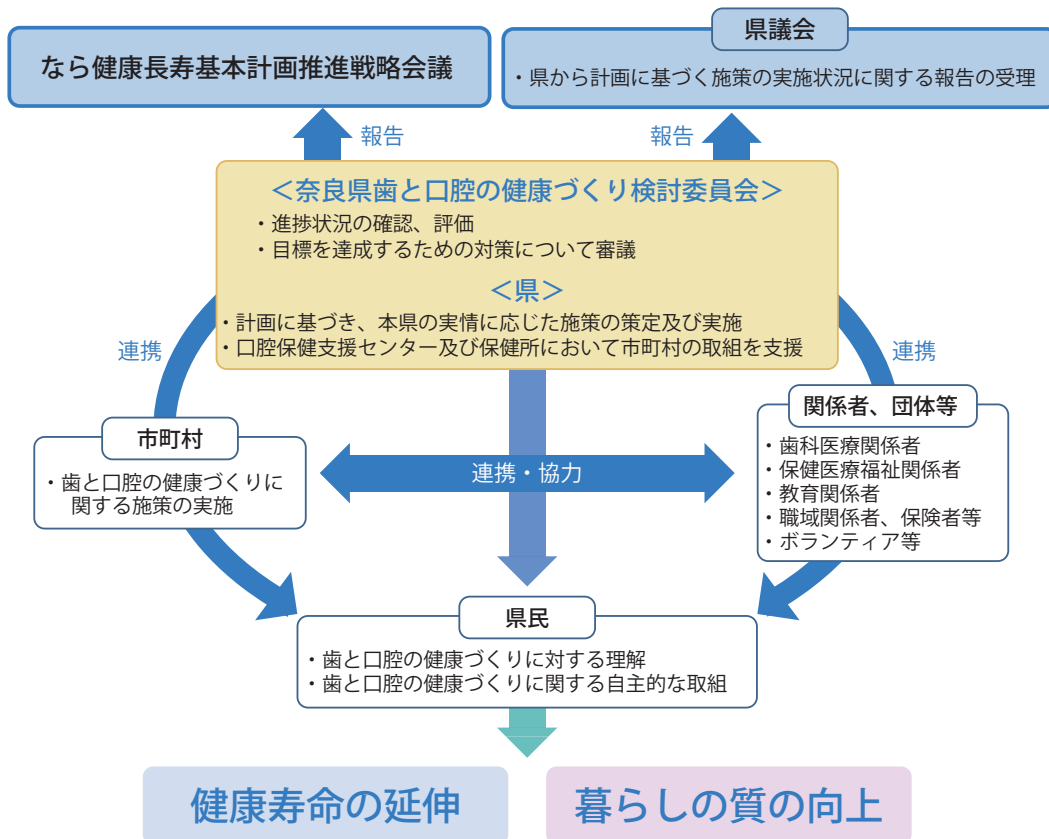 なら健康長寿基本計画推進戦略会議
県議会
・県から計画に基づく施策の実施状況に関する報告の受理
報告
報告
＜奈良県歯と口腔の健康づくり検討委員会＞
・進捗状況の確認、評価
・目標を達成するための対策について審議
＜県＞
・計画に基づき、本県の実情に応じた施策の策定及び実施
・口腔保健支援センター及び保健所において市町村の取組を支援
連携
連携
市町村
・歯と口腔の健康づくりに
関する施策の実施
連携・協力
関係者、団体等
・歯科医療関係者
・保健医療福祉関係者
・教育関係者
・職域関係者、保険者等
・ボランティア等
県民
・歯と口腔の健康づくりに対する理解
・歯と口腔の健康づくりに関する自主的な取組
健康寿命の延伸
暮らしの質の向上